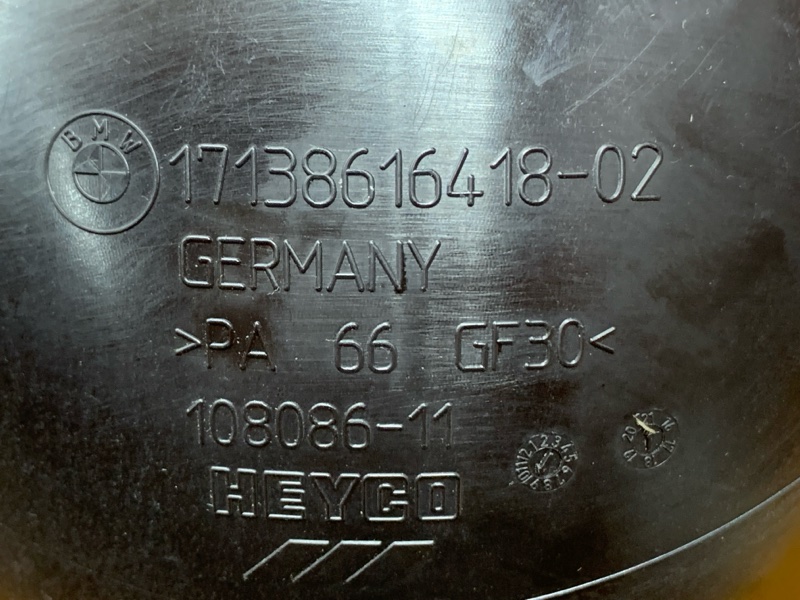 BMW 17138616418-02
GERMANY
>PA 66 GF30<
108086-11
HEYCO